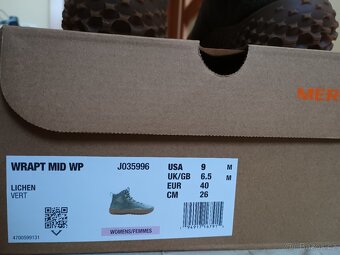 MER
WRAPT MID WP J035996
LICHEN
VERT
USA 9 M
UK/GB 6.5 M
EUR 40
CM 26
4700599131
WOMENS/FEMMES